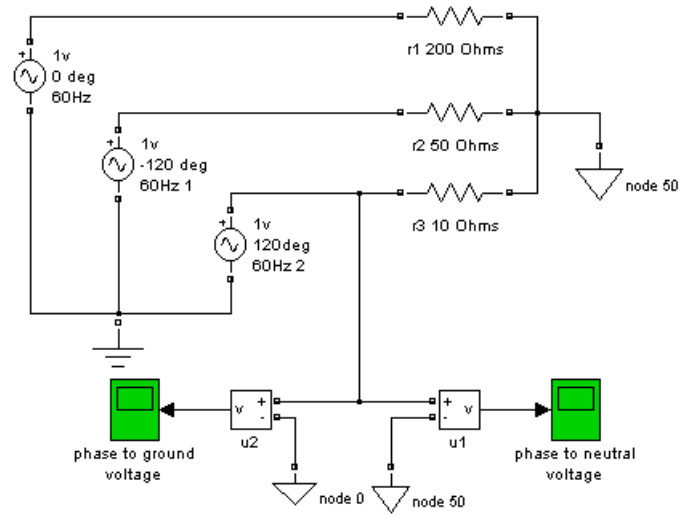 1v
0 deg
60Hz
r1 200 Ohms
1v
-120 deg
60Hz 1
r2 50 Ohms
node 50
1v
120deg
60Hz 2
r3 10 Ohms
v
+
-
u2
+
-
v
u1
phase to ground
voltage
phase to neutral
voltage
node 0
node 50